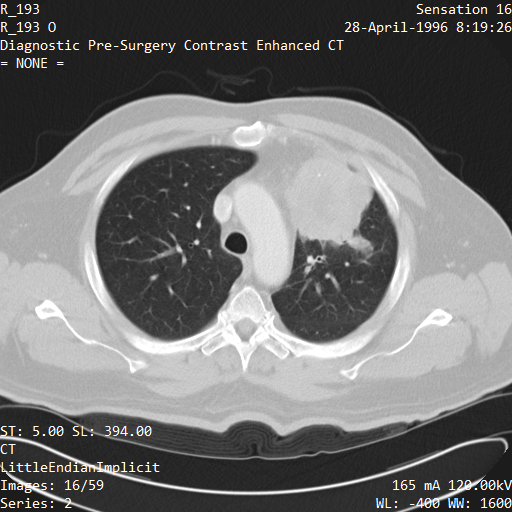 R_193
Sensation 16
R_193 O
28-April-1996 8:19:26
Diagnostic Pre-Surgery Contrast Enhanced CT
= NONE =
ST: 5.00 SL: 394.00
CT
LittleEndianImplicit
Images: 16/59
165 mA 120.00kV
Series: 2
WL: -400 WW: 1600